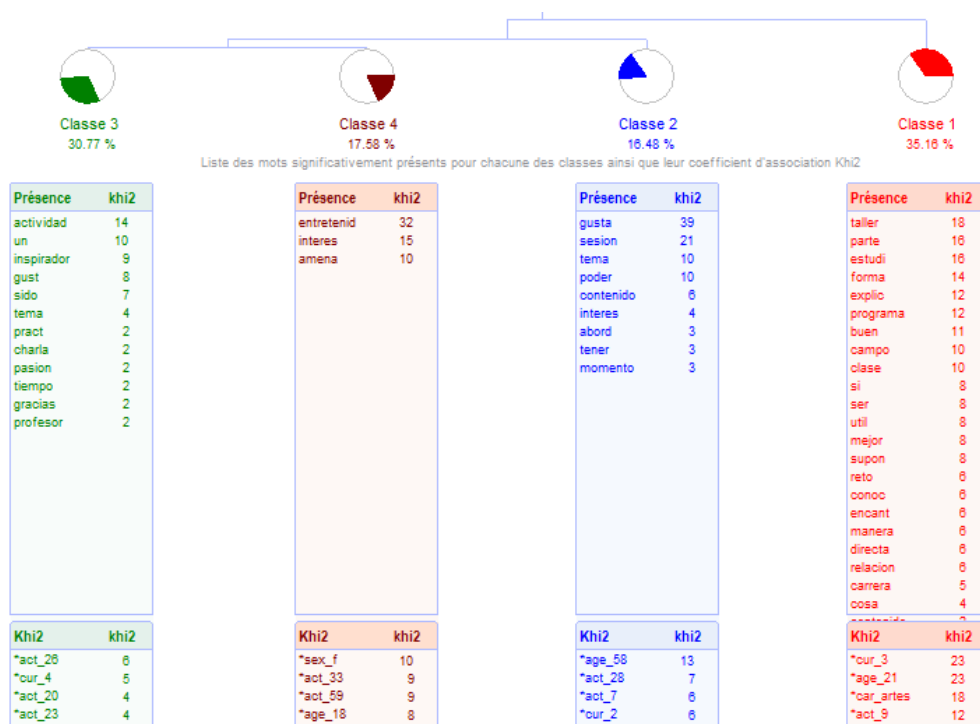 Classe 3
30.77 %
Classe 4
17.58 %
Classe 2
16.48 %
Classe 1
35.16 %
Liste des mots significativement présents pour chacune des classes ainsi que leur coefficient d'association Khi2
Présence khi2
actividad 14
un 10
inspirador 9
gust 8
sido 7
tema 4
pract 2
charla 2
pasion 2
tiempo 2
gracias 2
profesor 2
Khi2 khi2
*act_26 6
*cur_4 5
*act_20 4
*act_23 4
Présence khi2
entretenid 32
interes 15
amena 10
Khi2 khi2
*sex_f 10
*act_33 9
*act_59 9
*age_18 8
Présence khi2
gusta 39
sesion 21
tema 10
poder 10
contenido 6
interes 4
abord 3
tener 3
momento 3
Khi2 khi2
*age_58 13
*act_28 7
*act_7 6
*cur_2 6
Présence khi2
taller 18
parte 16
estudi 16
forma 14
explic 12
programa 12
buen 11
campo 10
clase 10
si 8
ser 8
util 8
mejor 8
supon 8
reto 6
conoc 6
encant 6
manera 6
directa 6
relacion 6
carrera 5
cosa 4
Khi2 khi2
*cur_3 23
*age_21 23
*car_artes 18
*act_9 12